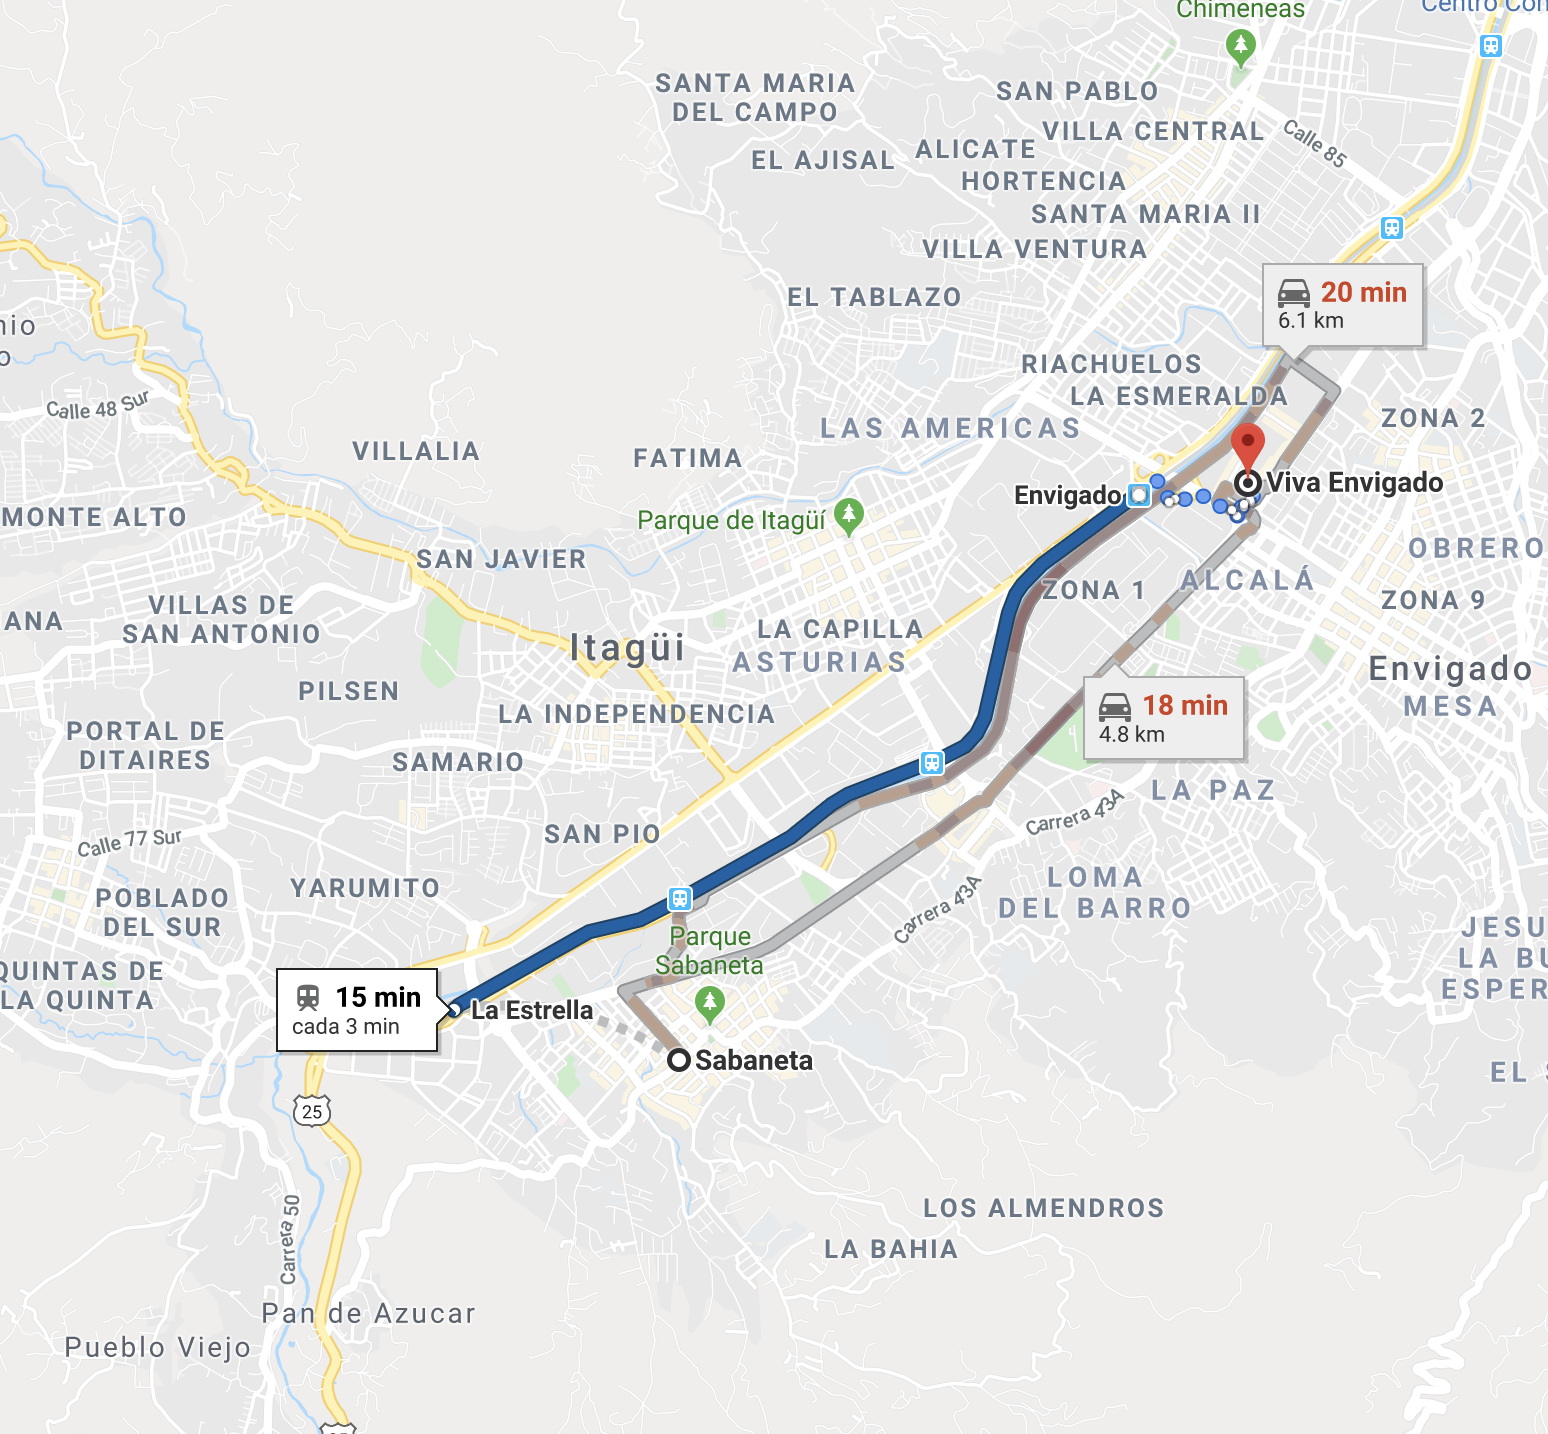 Chimeneas
SANTA MARIA
DEL CAMPO
SAN PABLO
VILLA CENTRAL
Calle 85
ALICATE
EL AJISAL
HORTENCIA
SANTA MARIA II
VILLA VENTURA
EL TABLAZO
20 min
6.1 km
RIACHUELOS
LA ESMERALDA
Calle 48 Sur
LAS AMERICAS
ZONA 2
VILLALIA
FATIMA
Viva Envigado
Envigado
MONTE ALTO
Parque de Itagüí
SAN JAVIER
OBRERO
ALCALÁ
ZONA 1
ZONA 9
VILLAS DE
SAN ANTONIO
ANA
LA CAPILLA
Itagüi
ASTURIAS
Envigado
PILSEN
MESA
18 min
4.8 km
LA INDEPENDENCIA
PORTAL DE
DITAIRES
SAMARIO
LA PAZ
Carrera 43A
SAN PIO
Calle 77 Sur
YARUMITO
LOMA
DEL BARRO
POBLADO
DEL SUR
Carrera 43A
Parque
Sabaneta
QUINTAS DE
LA QUINTA
JESU
LA BU
ESPER
15 min
cada 3 min
La Estrella
Sabaneta
EL
25
Carrera 50
LOS ALMENDROS
LA BAHIA
Pan de Azucar
Pueblo Viejo